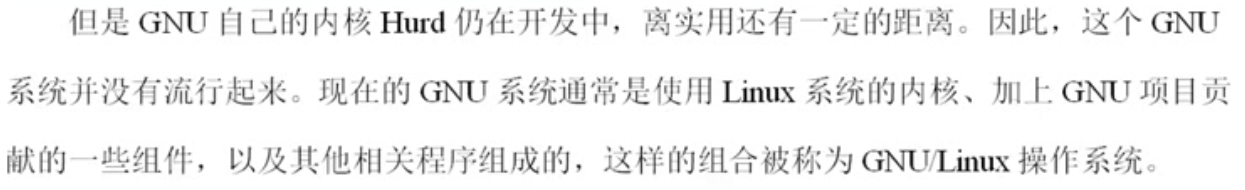 但是 GNU 自己的内核 Hurd 仍在开发中，离实用还有一定的距离。因此，这个 GNU
系统并没有流行起来。现在的 GNU 系统通常是使用 Linux 系统的内核、加上 GNU 项目贡
献的一些组件，以及其他相关程序组成的，这样的组合被称为 GNU/Linux 操作系统。